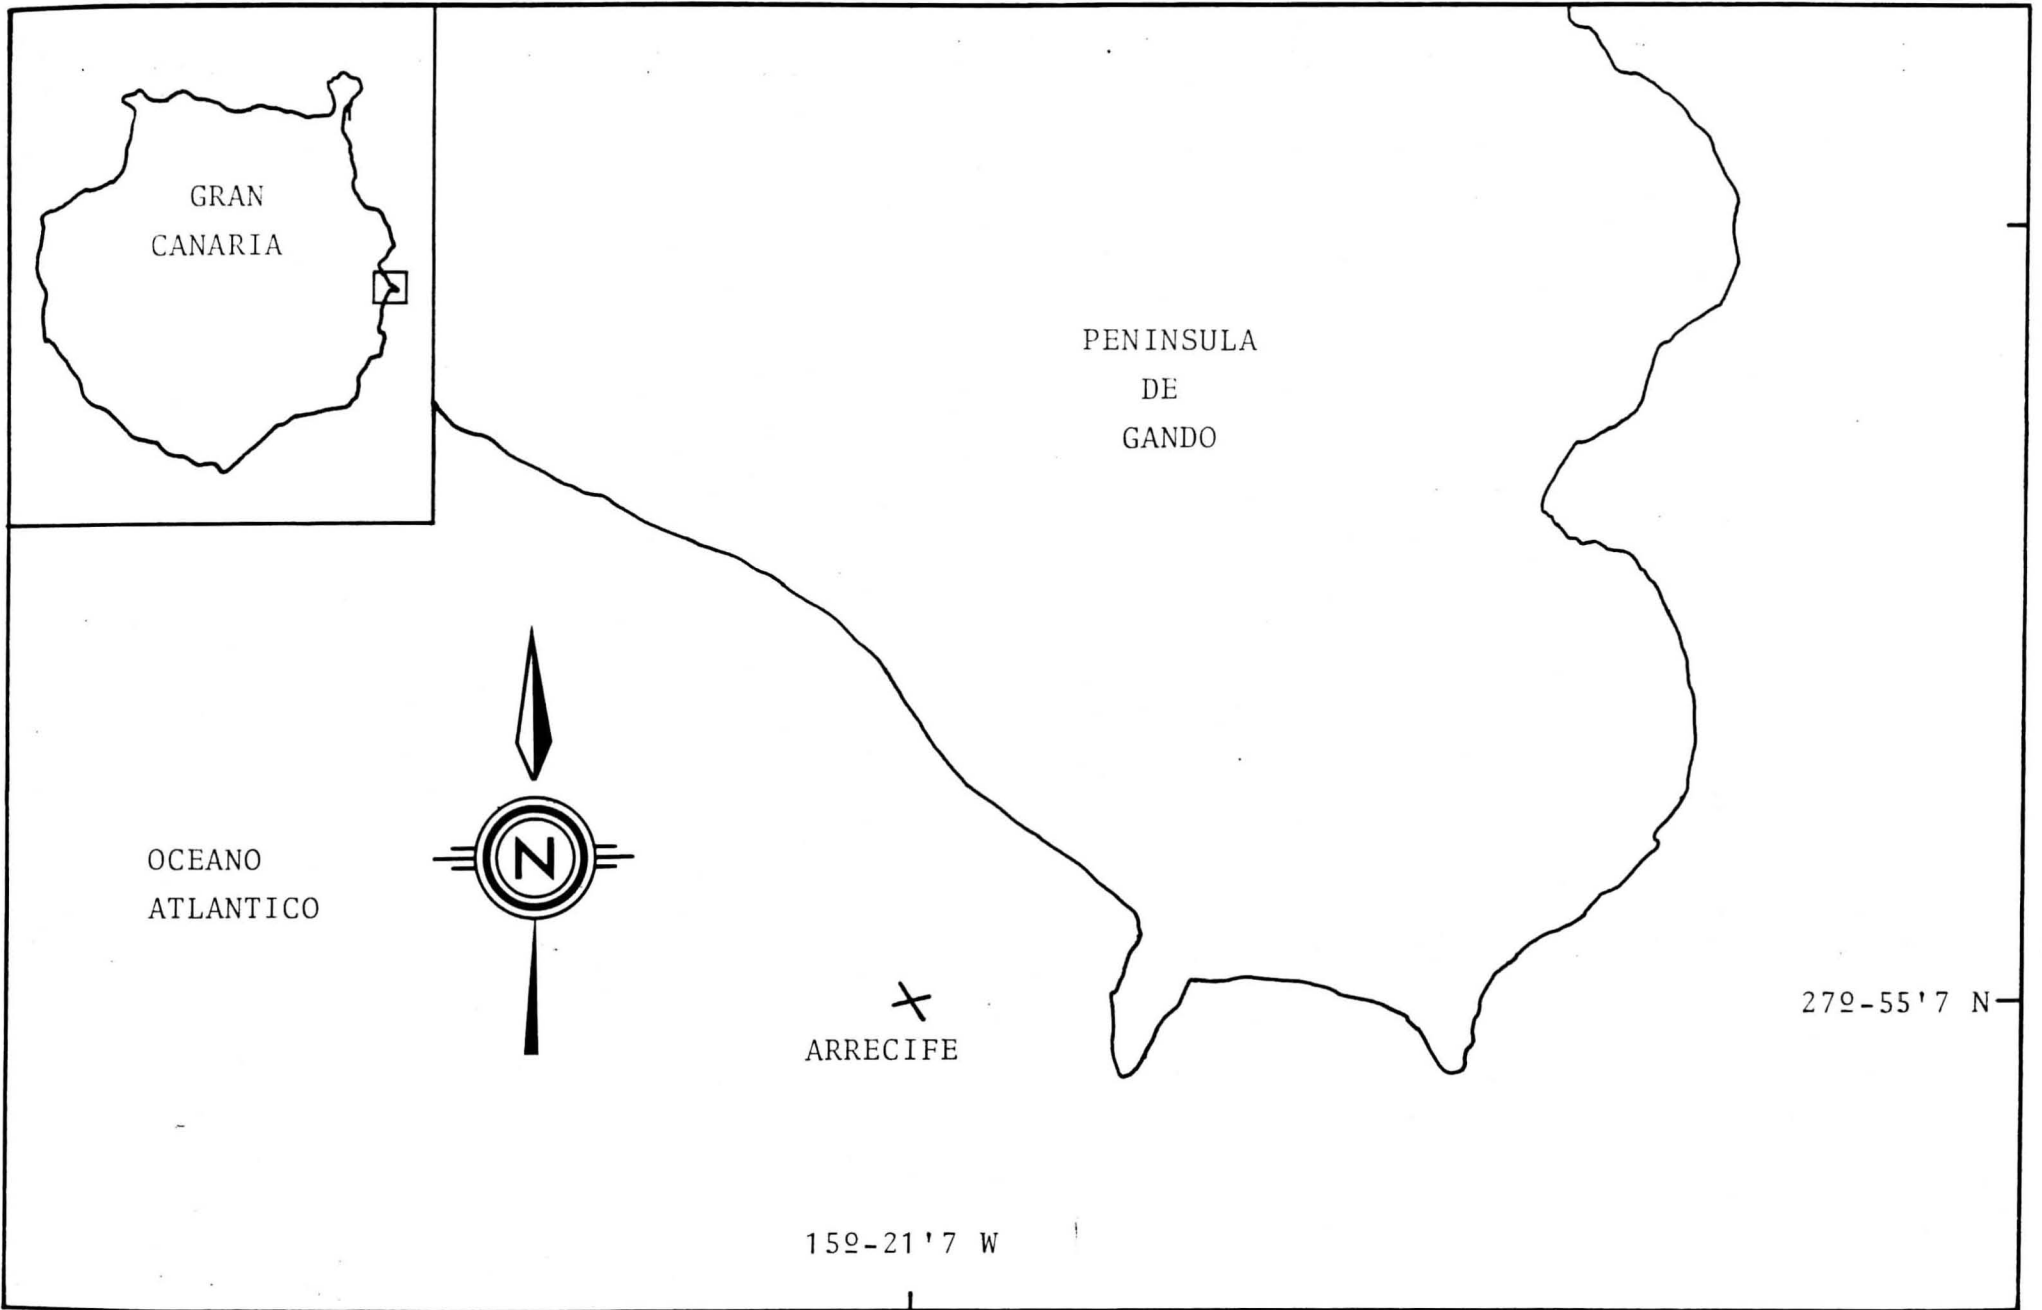 GRAN
CANARIA
PENINSULA
DE
GANDO
OCEANO
ATLANTICO
N
ARRECIFE
27º-55'7 N
15º-21'7 W